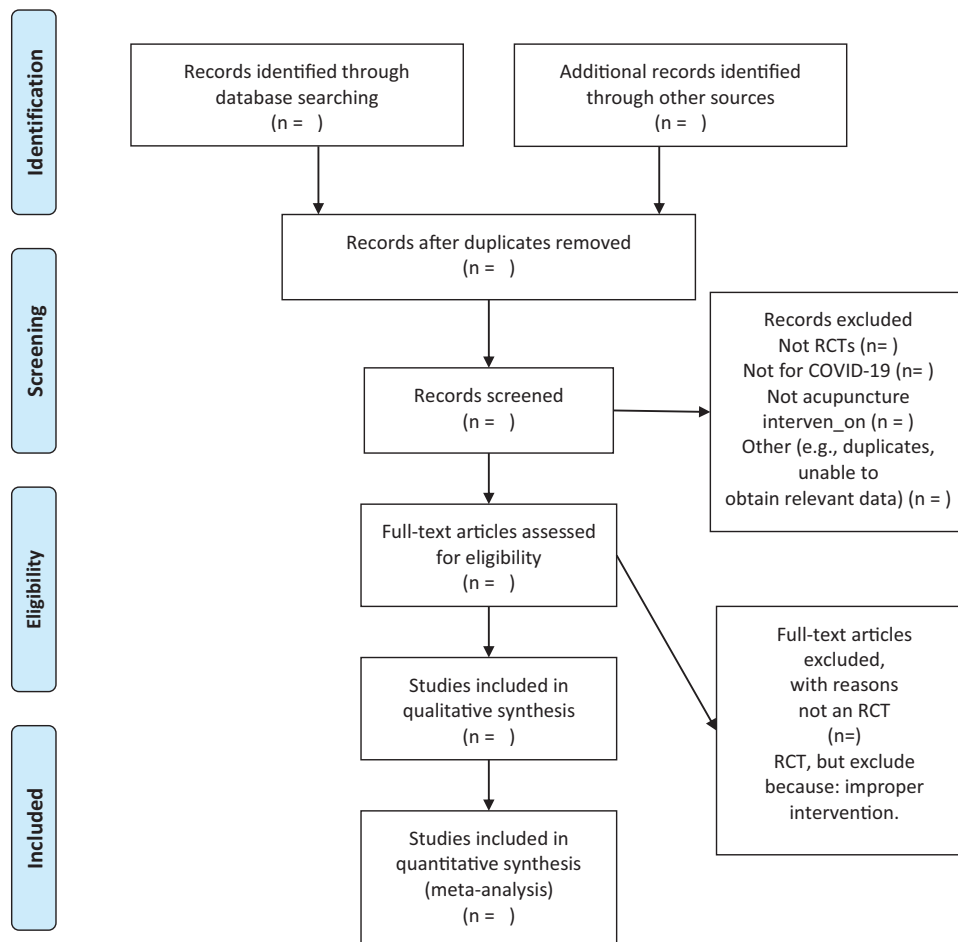 Identification
Records identified through
database searching
(n = )
Additional records identified
through other sources
(n = )
Records after duplicates removed
(n = )
Screening
Records screened
(n = )
Records excluded
Not RCTs (n= )
Not for COVID-19 (n= )
Not acupuncture
interven_on (n = )
Other (e.g., duplicates,
unable to
obtain relevant data) (n = )
Eligibility
Full-text articles assessed
for eligibility
(n = )
Full-text articles
excluded,
with reasons
not an RCT
(n=)
RCT, but exclude
because: improper
intervention.
Studies included in
qualitative synthesis
(n = )
Included
Studies included in
quantitative synthesis
(meta-analysis)
(n = )